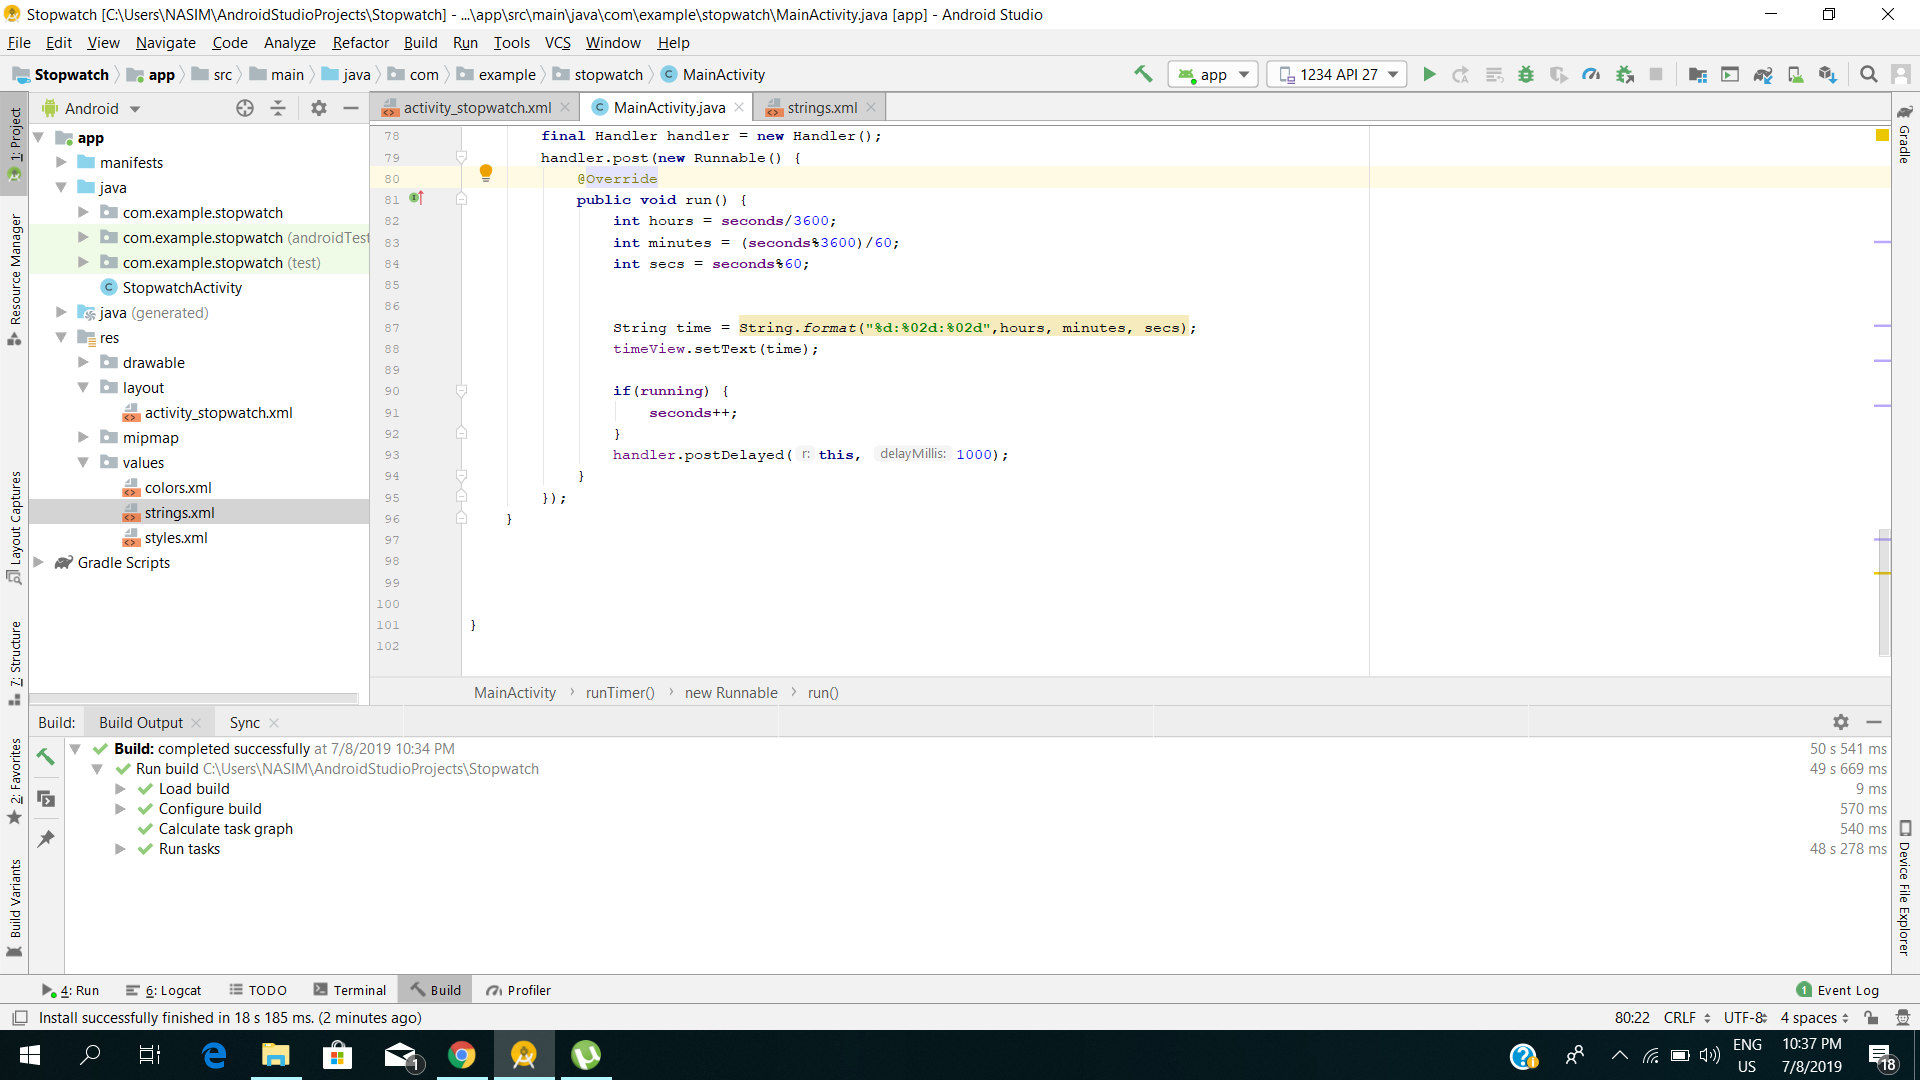 Stopwatch [C:\Users\NASIM\AndroidStudioProjects\Stopwatch] - ...\app\src\main\java\com\example\stopwatch\MainActivity.java [app] - Android Studio
File Edit View Navigate Code Analyze Refactor Build Run Tools VCS Window Help
Stopwatch app src main java com example stopwatch MainActivity
app 1234 API 27
Android
activity_stopwatch.xml MainActivity.java strings.xml
1: Project
Resource Manager
Layout Captures
7: Structure
2: Favorites
Build Variants
app
manifests
java
com.example.stopwatch
com.example.stopwatch (androidTest
com.example.stopwatch (test)
StopwatchActivity
java (generated)
res
drawable
layout
activity_stopwatch.xml
mipmap
values
colors.xml
strings.xml
styles.xml
Gradle Scripts
78 final Handler handler = new Handler();
79 handler.post(new Runnable() {
80 @Override
81 public void run() {
82 int hours = seconds/3600;
83 int minutes = (seconds%3600)/60;
84 int secs = seconds%60;
85
86
87 String time = String.format("%d:%02d:%02d",hours, minutes, secs);
88 timeView.setText(time);
89
90 if(running) {
91 seconds++;
92 }
93 handler.postDelayed( r: this, delayMillis: 1000);
94 }
95 });
96 }
97
98
99
100
101 }
102
MainActivity › runTimer() › new Runnable › run()
Gradle
Device File Explorer
Build: Build Output Sync
Build: completed successfully at 7/8/2019 10:34 PM 50 s 541 ms
Run build C:\Users\NASIM\AndroidStudioProjects\Stopwatch 49 s 669 ms
Load build 9 ms
Configure build 570 ms
Calculate task graph 540 ms
Run tasks 48 s 278 ms
4: Run 6: Logcat TODO Terminal Build Profiler 1 Event Log
Install successfully finished in 18 s 185 ms. (2 minutes ago) 80:22 CRLF UTF-8 4 spaces
1
ENG
US
10:37 PM
7/8/2019
18